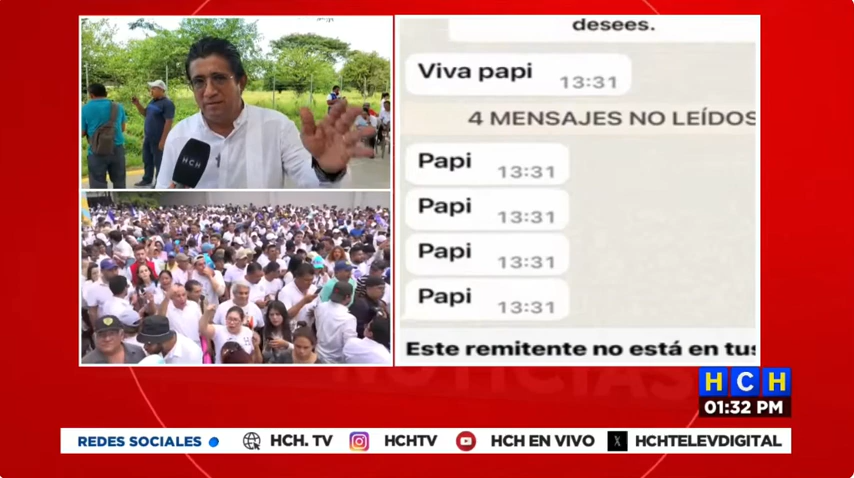 HCH
desees.
Viva papi
13:31
4 MENSAJES NO LEÍDOS
Papi
13:31
Papi
13:31
Papi
13:31
Papi
13:31
Este remitente no está en tus
NOTICIAS
HCH
01:32 PM
REDES SOCIALES
HCH. TV
HCHTV
HCH EN VIVO
X
HCHTELEVDIGITAL